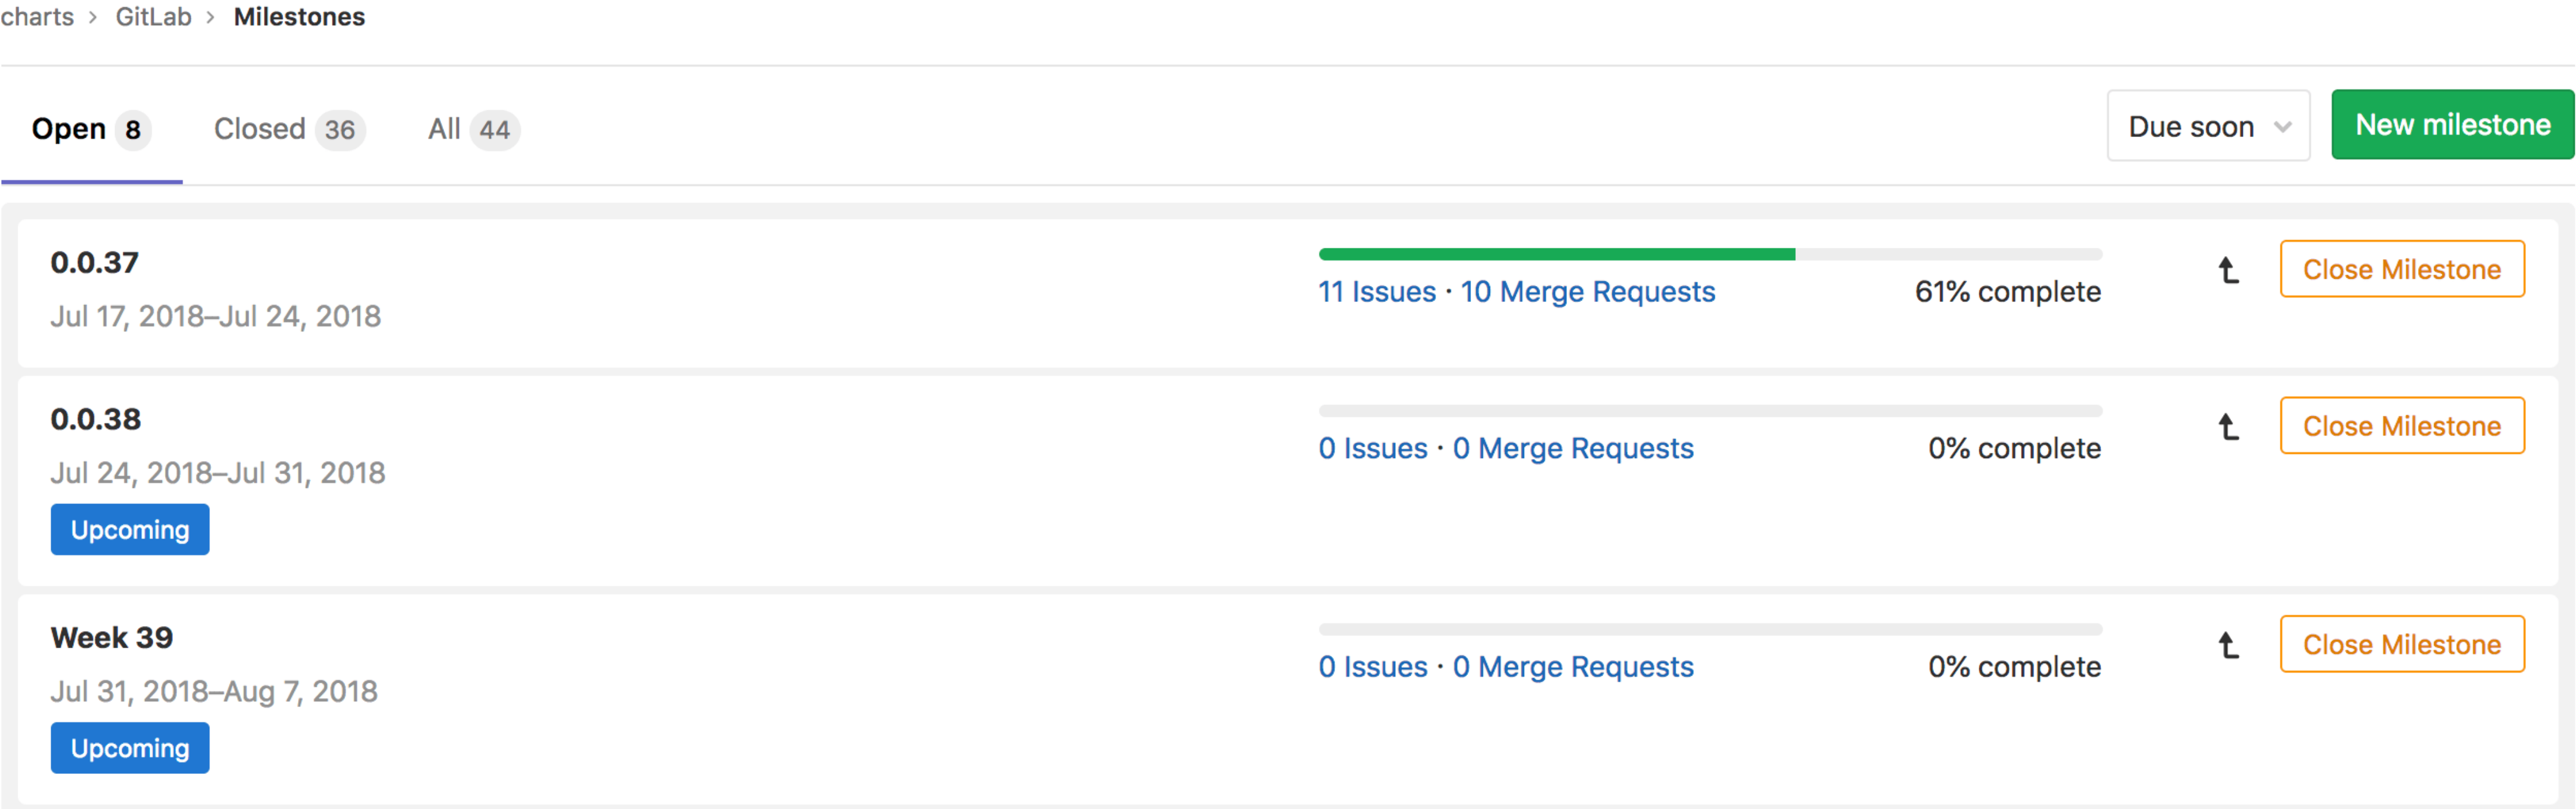 charts > GitLab > Milestones
Open 8 Closed 36 All 44 Due soon New milestone
0.0.37
Jul 17, 2018–Jul 24, 2018
11 Issues · 10 Merge Requests 61% complete
Close Milestone
0.0.38
Jul 24, 2018–Jul 31, 2018
Upcoming
0 Issues · 0 Merge Requests 0% complete
Close Milestone
Week 39
Jul 31, 2018–Aug 7, 2018
Upcoming
0 Issues · 0 Merge Requests 0% complete
Close Milestone